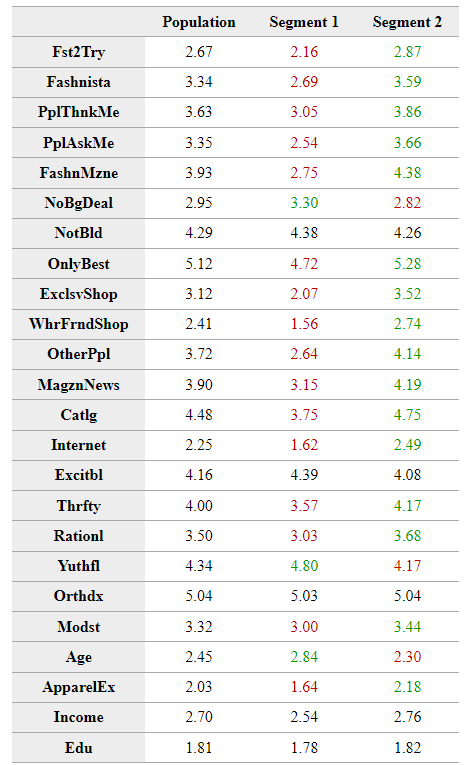 Population Segment 1 Segment 2
Fst2Try 2.67 2.16 2.87
Fashnista 3.34 2.69 3.59
PplThnkMe 3.63 3.05 3.86
PplAskMe 3.35 2.54 3.66
FashnMzne 3.93 2.75 4.38
NoBgDeal 2.95 3.30 2.82
NotBld 4.29 4.38 4.26
OnlyBest 5.12 4.72 5.28
ExclsvShop 3.12 2.07 3.52
WhrFrndShop 2.41 1.56 2.74
OtherPpl 3.72 2.64 4.14
MagznNews 3.90 3.15 4.19
Catlg 4.48 3.75 4.75
Internet 2.25 1.62 2.49
Excitbl 4.16 4.39 4.08
Thrfty 4.00 3.57 4.17
Rationl 3.50 3.03 3.68
Yuthfl 4.34 4.80 4.17
Orthdx 5.04 5.03 5.04
Modst 3.32 3.00 3.44
Age 2.45 2.84 2.30
ApparelEx 2.03 1.64 2.18
Income 2.70 2.54 2.76
Edu 1.81 1.78 1.82